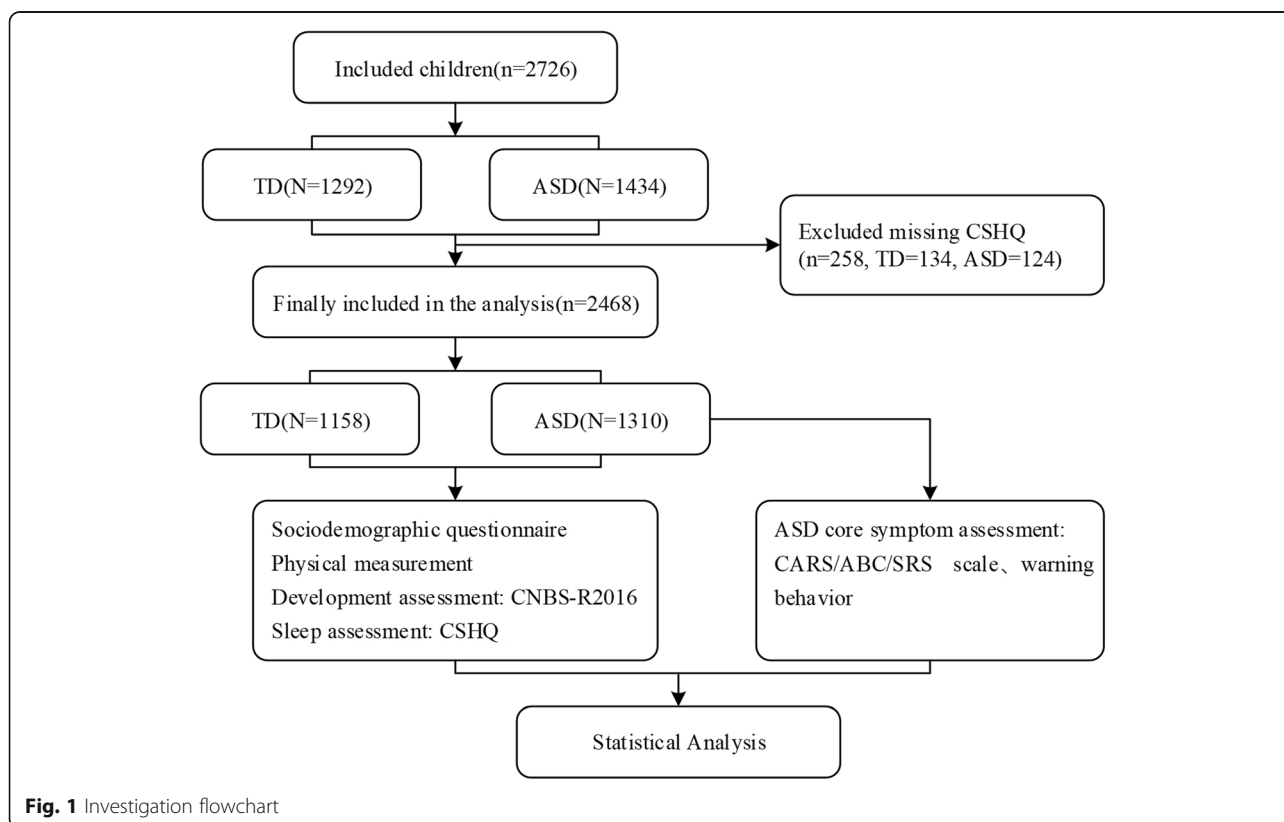 Included children(n=2726)
TD(N=1292)
ASD(N=1434)
Excluded missing CSHQ
(n=258, TD=134, ASD=124)
Finally included in the analysis(n=2468)
TD(N=1158)
ASD(N=1310)
Sociodemographic questionnaire
Physical measurement
Development assessment: CNBS-R2016
Sleep assessment: CSHQ
ASD core symptom assessment:
CARS/ABC/SRS scale、warning
behavior
Statistical Analysis
Fig. 1 Investigation flowchart